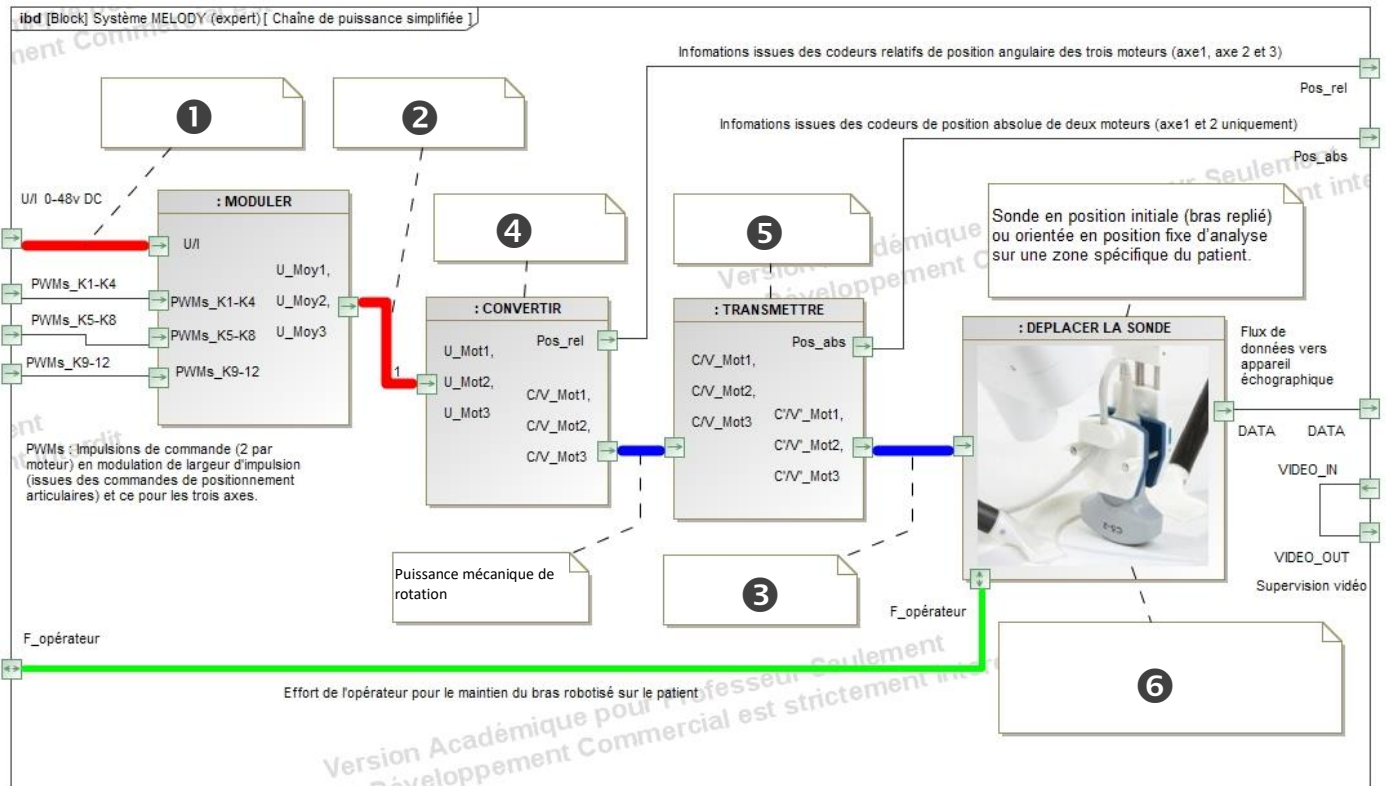 ibd [Block] Système MELODY (expert) [ Chaîne de puissance simplifiée ]
Infomations issues des codeurs relatifs de position angulaire des trois moteurs (axe1, axe 2 et 3)
Pos_rel
Infomations issues des codeurs de position absolue de deux moteurs (axe1 et 2 uniquement)
Pos_abs
❶
❷
❹
❺
Sonde en position initiale (bras replié)
ou orientée en position fixe d'analyse
sur une zone spécifique du patient.
U/I 0-48v DC
PWMs_K1-K4
PWMs_K5-K8
PWMs_K9-12
: MODULER
U/I
PWMs_K1-K4
PWMs_K5-K8
PWMs_K9-12
U_Moy1,
U_Moy2,
U_Moy3
1
: CONVERTIR
U_Mot1,
U_Mot2,
U_Mot3
Pos_rel
C/V_Mot1,
C/V_Mot2,
C/V_Mot3
: TRANSMETTRE
C/V_Mot1,
C/V_Mot2,
C/V_Mot3
Pos_abs
C'/V'_Mot1,
C'/V'_Mot2,
C'/V'_Mot3
: DEPLACER LA SONDE
C5-2
Flux de
données vers
appareil
échographique
DATA
DATA
VIDEO_IN
VIDEO_OUT
Supervision vidéo
PWMs : Impulsions de commande (2 par
moteur) en modulation de largeur d'impulsion
(issues des commandes de positionnement
articulaires) et ce pour les trois axes.
Puissance mécanique de
rotation
❸
❻
F_opérateur
F_opérateur
Effort de l'opérateur pour le maintien du bras robotisé sur le patient
Version Académique pour Professeur Seulement
Développement Commercial est strictement